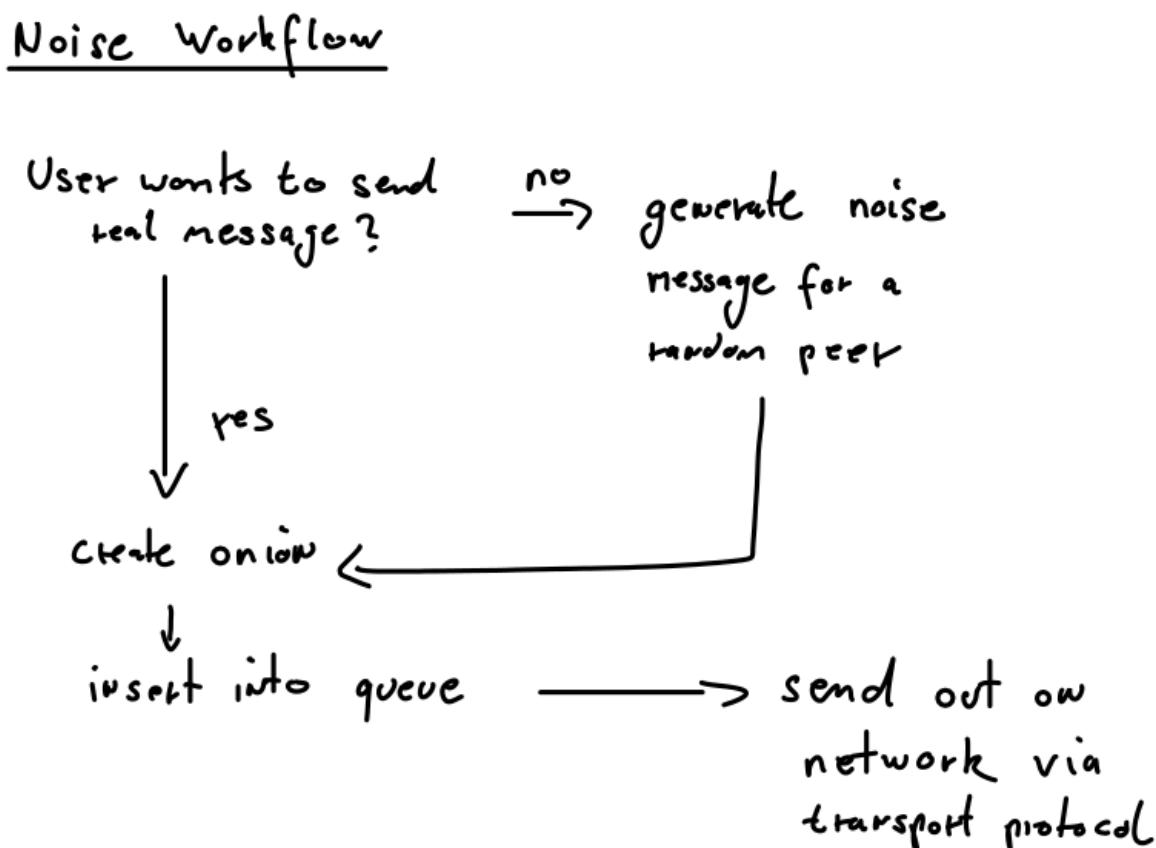 Noise Workflow
User wants to send
real message?
no
generate noise
message for a
random peer
yes
create onion
insert into queue
send out on
network via
transport protocol